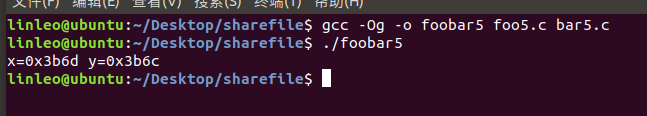 文件(F) 编辑(E) 查看(V) 搜索(S) 终端(T) 帮助(H)
linleo@ubuntu:~/Desktop/sharefile$ gcc -Og -o foobar5 foo5.c bar5.c
linleo@ubuntu:~/Desktop/sharefile$ ./foobar5
x=0x3b6d y=0x3b6c
linleo@ubuntu:~/Desktop/sharefile$